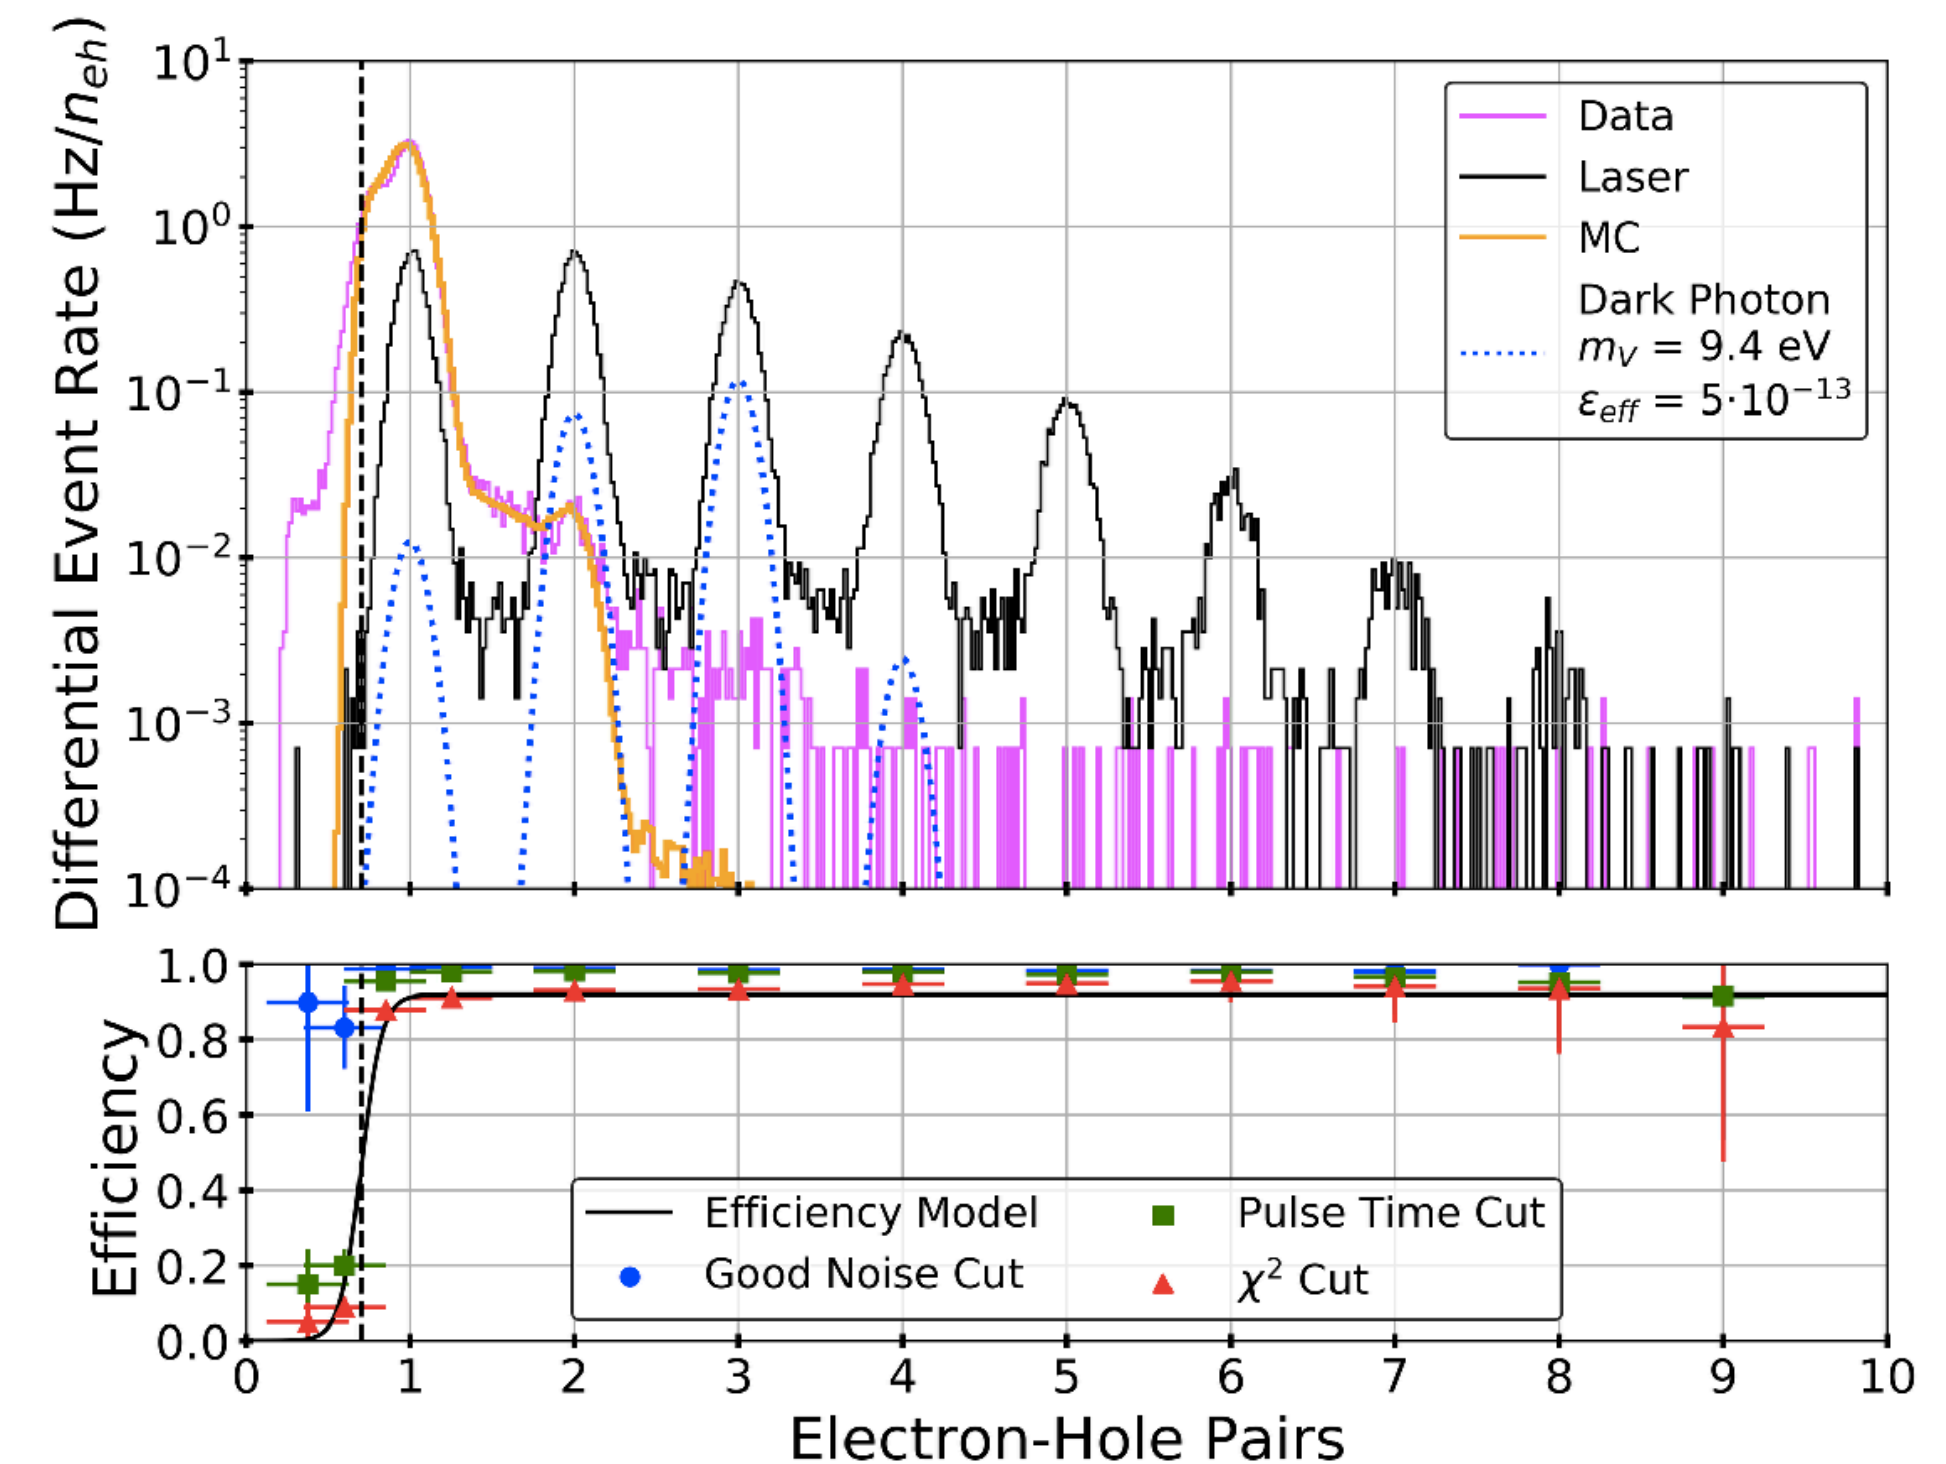 Differential Event Rate (Hz/n_eh)
10^1
10^0
10^−1
10^−2
10^−3
10^−4
Data
Laser
MC
Dark Photon
m_V = 9.4 eV
ε_eff = 5·10^−13
Efficiency
1.0
0.8
0.6
0.4
0.2
0.0
Efficiency Model
Good Noise Cut
Pulse Time Cut
χ² Cut
0 1 2 3 4 5 6 7 8 9 10
Electron-Hole Pairs